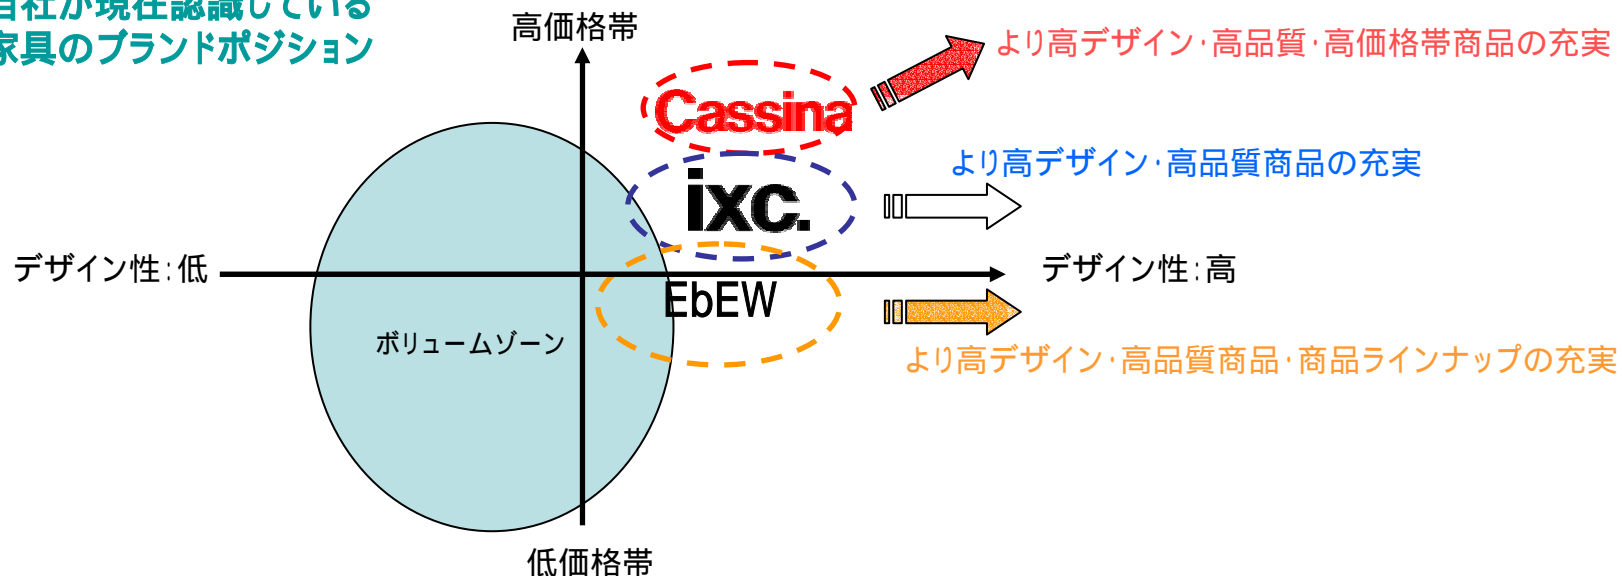 自社が現在認識している
家具のブランドポジション
高価格帯
より高デザイン・高品質・高価格帯商品の充実
Cassina
より高デザイン・高品質商品の充実
ixc.
デザイン性:低
デザイン性:高
EbEW
ボリュームゾーン
より高デザイン・高品質商品・商品ラインナップの充実
低価格帯